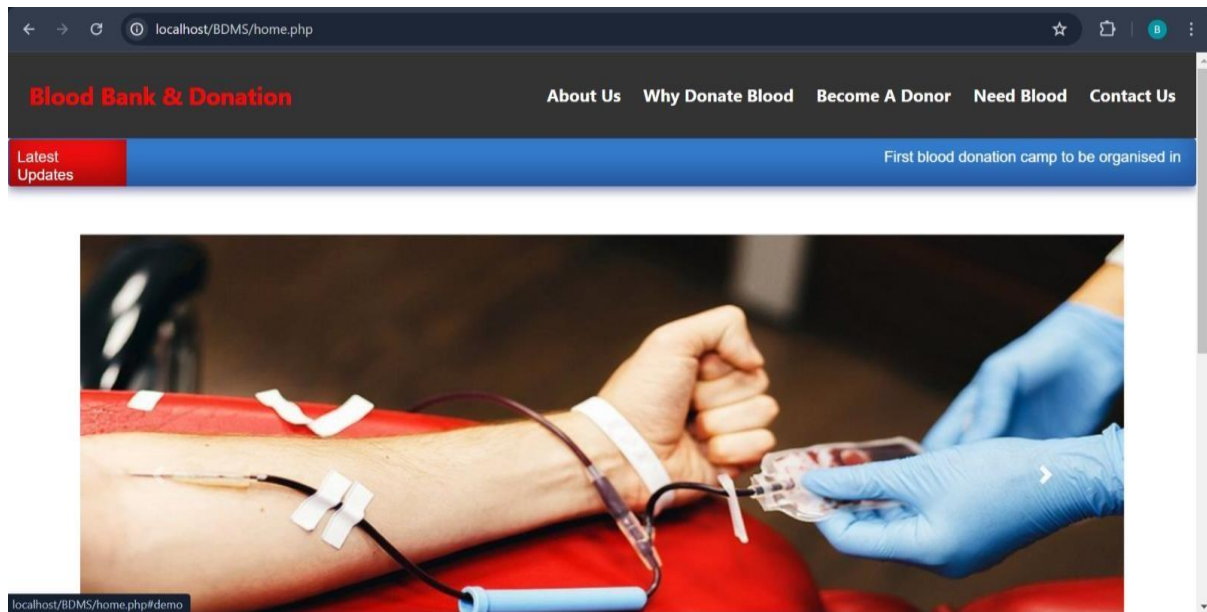 localhost/BDMS/home.php
B
Blood Bank & Donation
About Us Why Donate Blood Become A Donor Need Blood Contact Us
Latest
Updates
First blood donation camp to be organised in
localhost/BDMS/home.php#demo